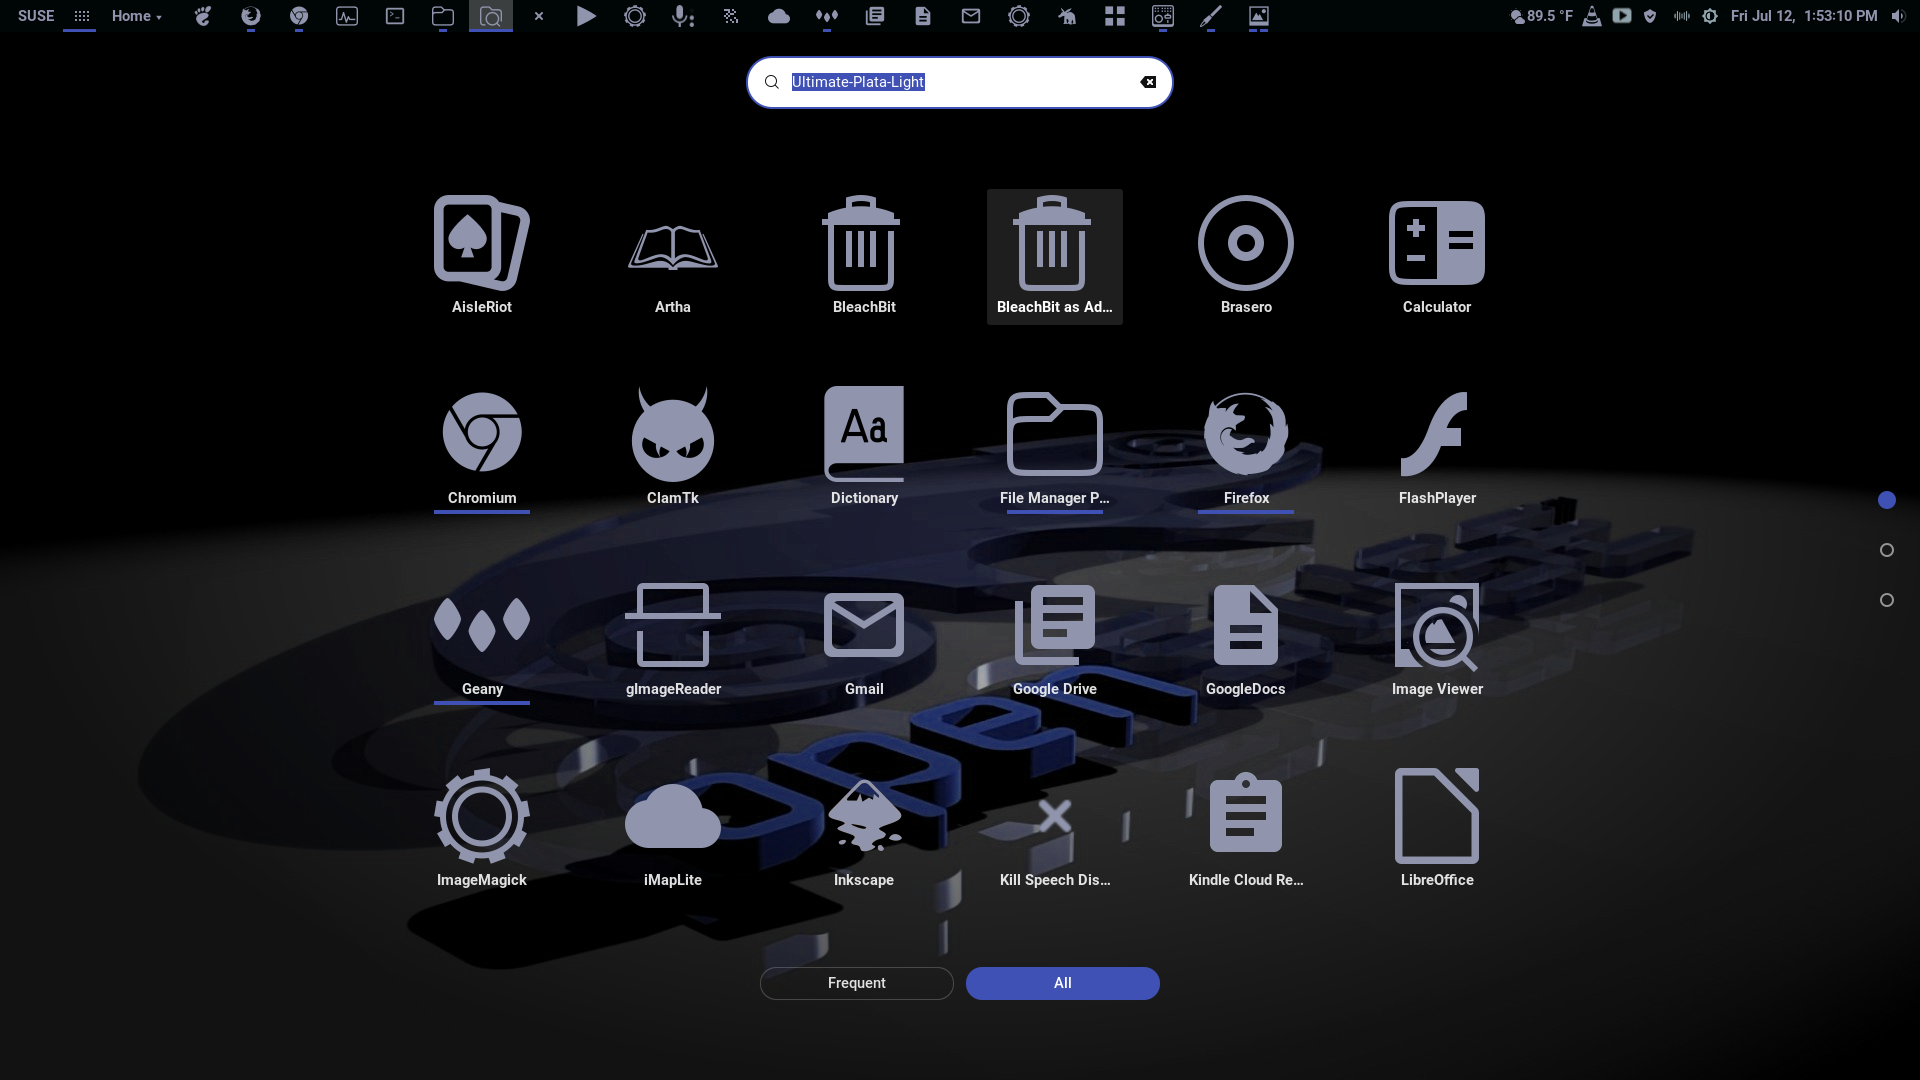 SUSE Home 89.5 °F Fri Jul 12, 1:53:10 PM
Ultimate-Plata-Light
AisleRiot Artha BleachBit BleachBit as Ad... Brasero Calculator
Aa
Chromium ClamTk Dictionary File Manager P... Firefox FlashPlayer
Geany gImageReader Gmail Google Drive GoogleDocs Image Viewer
open
ImageMagick iMapLite Inkscape Kill Speech Dis... Kindle Cloud Re... LibreOffice
Frequent All